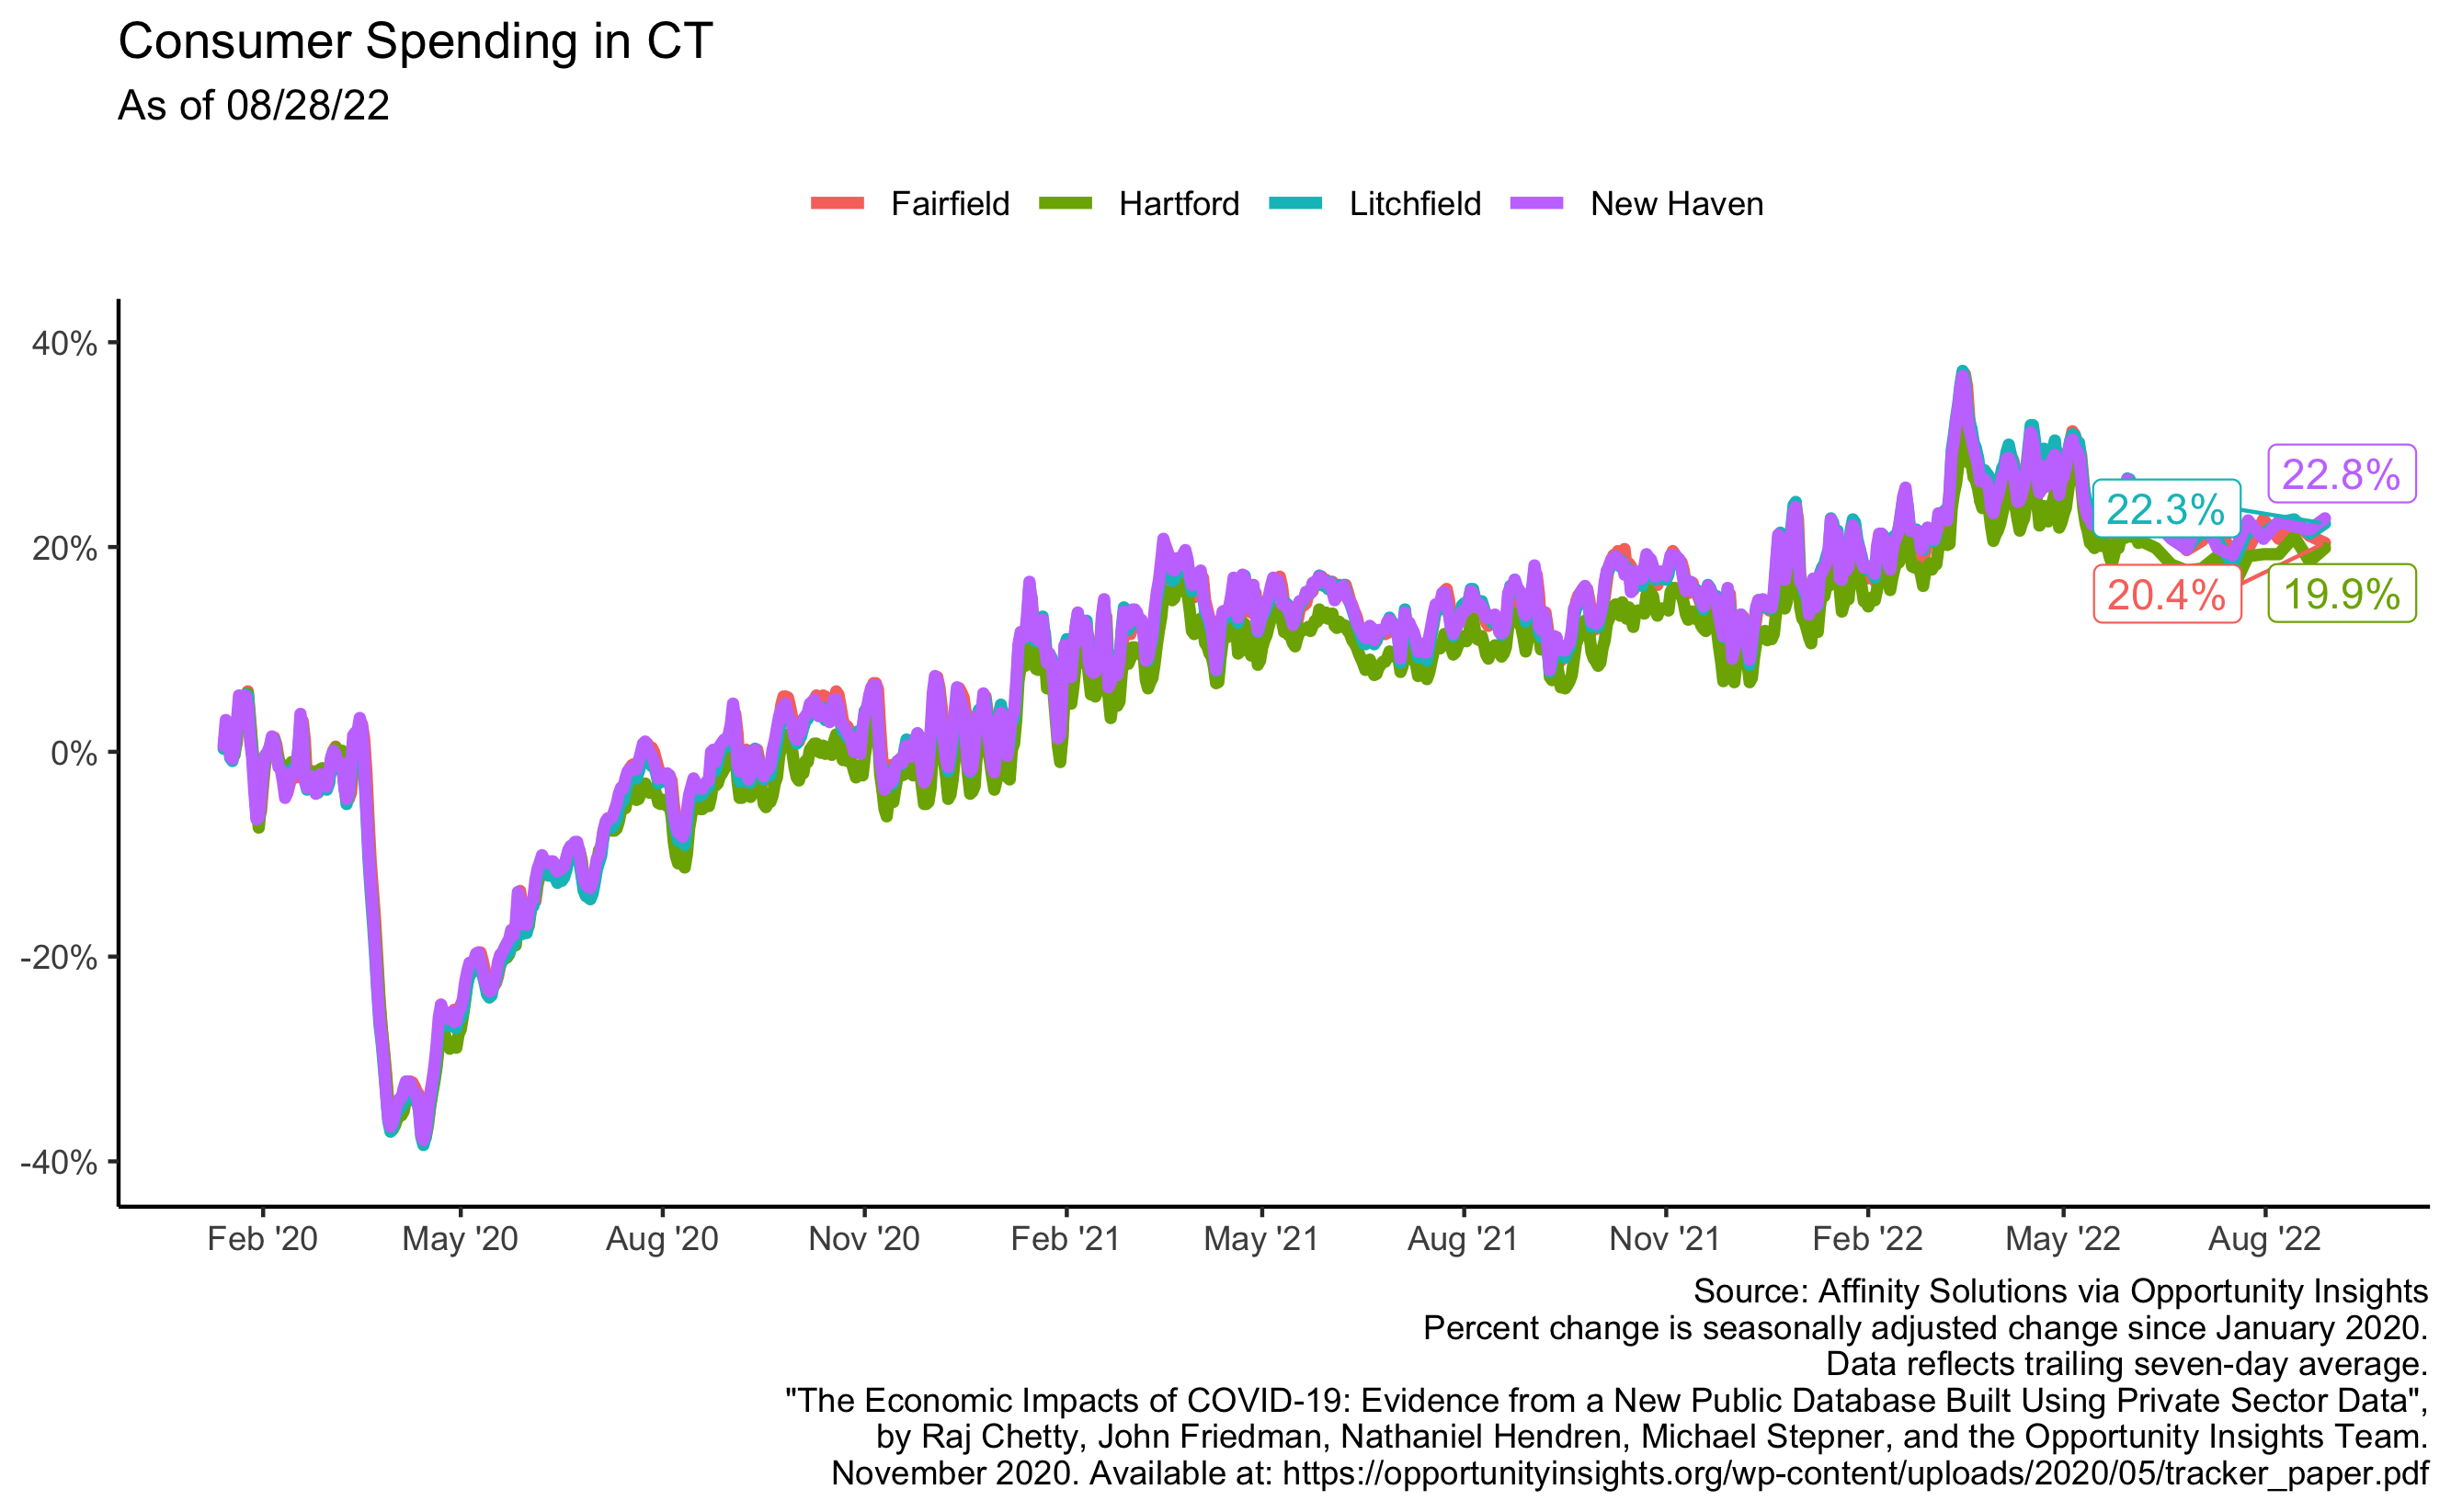 Consumer Spending in CT
As of 08/28/22
Fairfield Hartford Litchfield New Haven
40%
20%
0%
-20%
-40%
22.8%
22.3%
20.4%
19.9%
Feb '20 May '20 Aug '20 Nov '20 Feb '21 May '21 Aug '21 Nov '21 Feb '22 May '22 Aug '22
Source: Affinity Solutions via Opportunity Insights
Percent change is seasonally adjusted change since January 2020.
Data reflects trailing seven-day average.
"The Economic Impacts of COVID-19: Evidence from a New Public Database Built Using Private Sector Data",
by Raj Chetty, John Friedman, Nathaniel Hendren, Michael Stepner, and the Opportunity Insights Team.
November 2020. Available at: https://opportunityinsights.org/wp-content/uploads/2020/05/tracker_paper.pdf